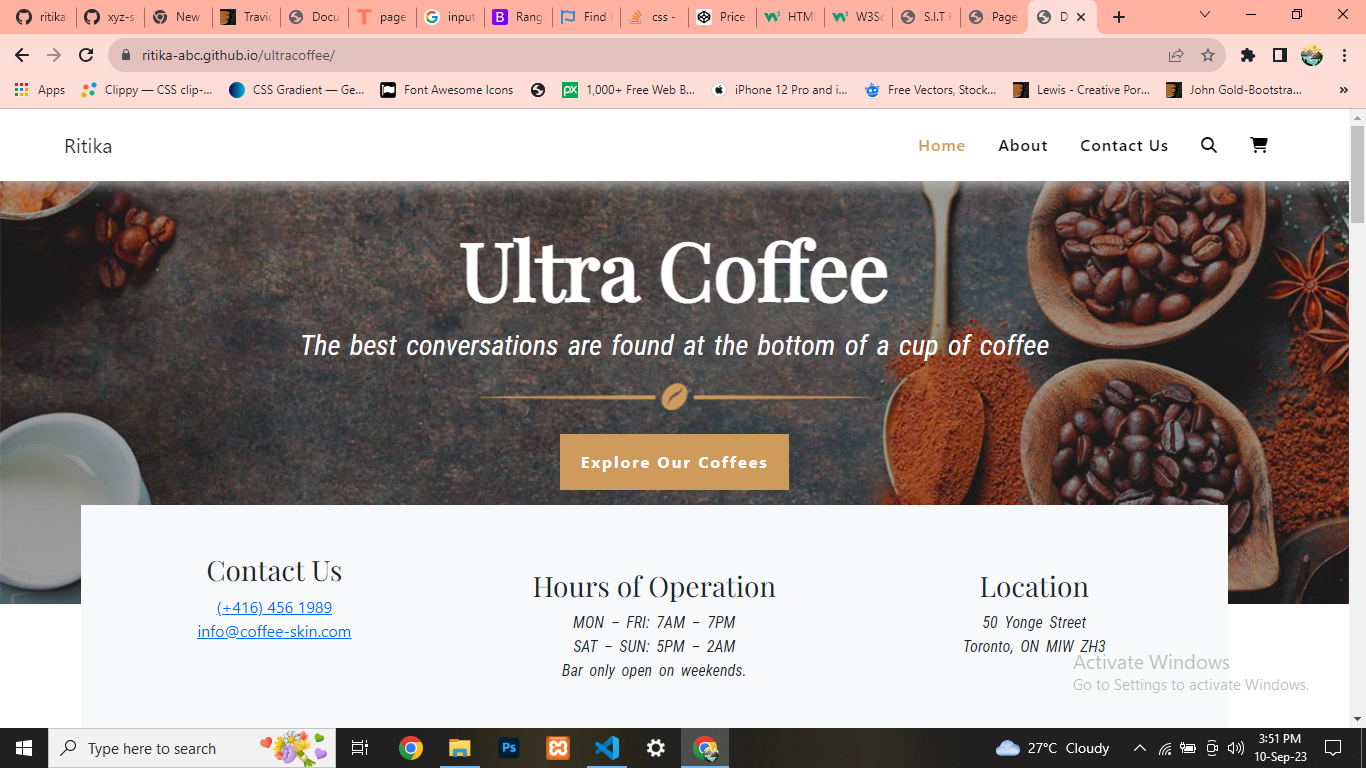 ritika-
xyz-s
New
Travic
Docu
page
input
Rang
Find
css -
Price
HTM
W3Sc
S.I.T
Page
D
ritika-abc.github.io/ultracoffee/
Apps
Clippy — CSS clip-...
CSS Gradient — Ge...
Font Awesome Icons
1,000+ Free Web B...
iPhone 12 Pro and i...
Free Vectors, Stock...
Lewis - Creative Por...
John Gold-Bootstra...
»
Ritika
Home
About
Contact Us
Ultra Coffee
The best conversations are found at the bottom of a cup of coffee
Explore Our Coffees
Contact Us
(+416) 456 1989
info@coffee-skin.com
Hours of Operation
MON – FRI: 7AM – 7PM
SAT – SUN: 5PM – 2AM
Bar only open on weekends.
Location
50 Yonge Street
Toronto, ON MIW ZH3
Activate Windows
Go to Settings to activate Windows.
Type here to search
27°C Cloudy
3:51 PM
10-Sep-23